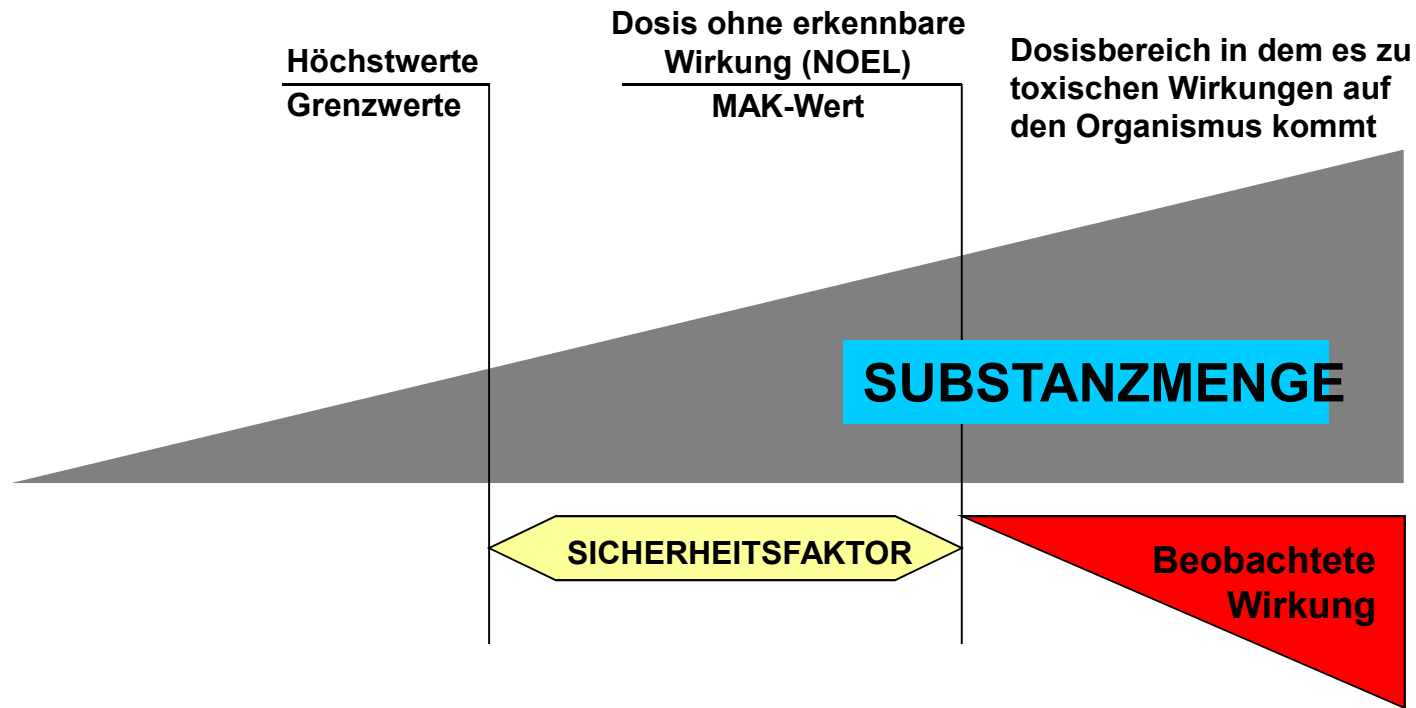 Höchstwerte
Grenzwerte
Dosis ohne erkennbare
Wirkung (NOEL)
MAK-Wert
Dosisbereich in dem es zu
toxischen Wirkungen auf
den Organismus kommt
SUBSTANZMENGE
SICHERHEITSFAKTOR
Beobachtete
Wirkung